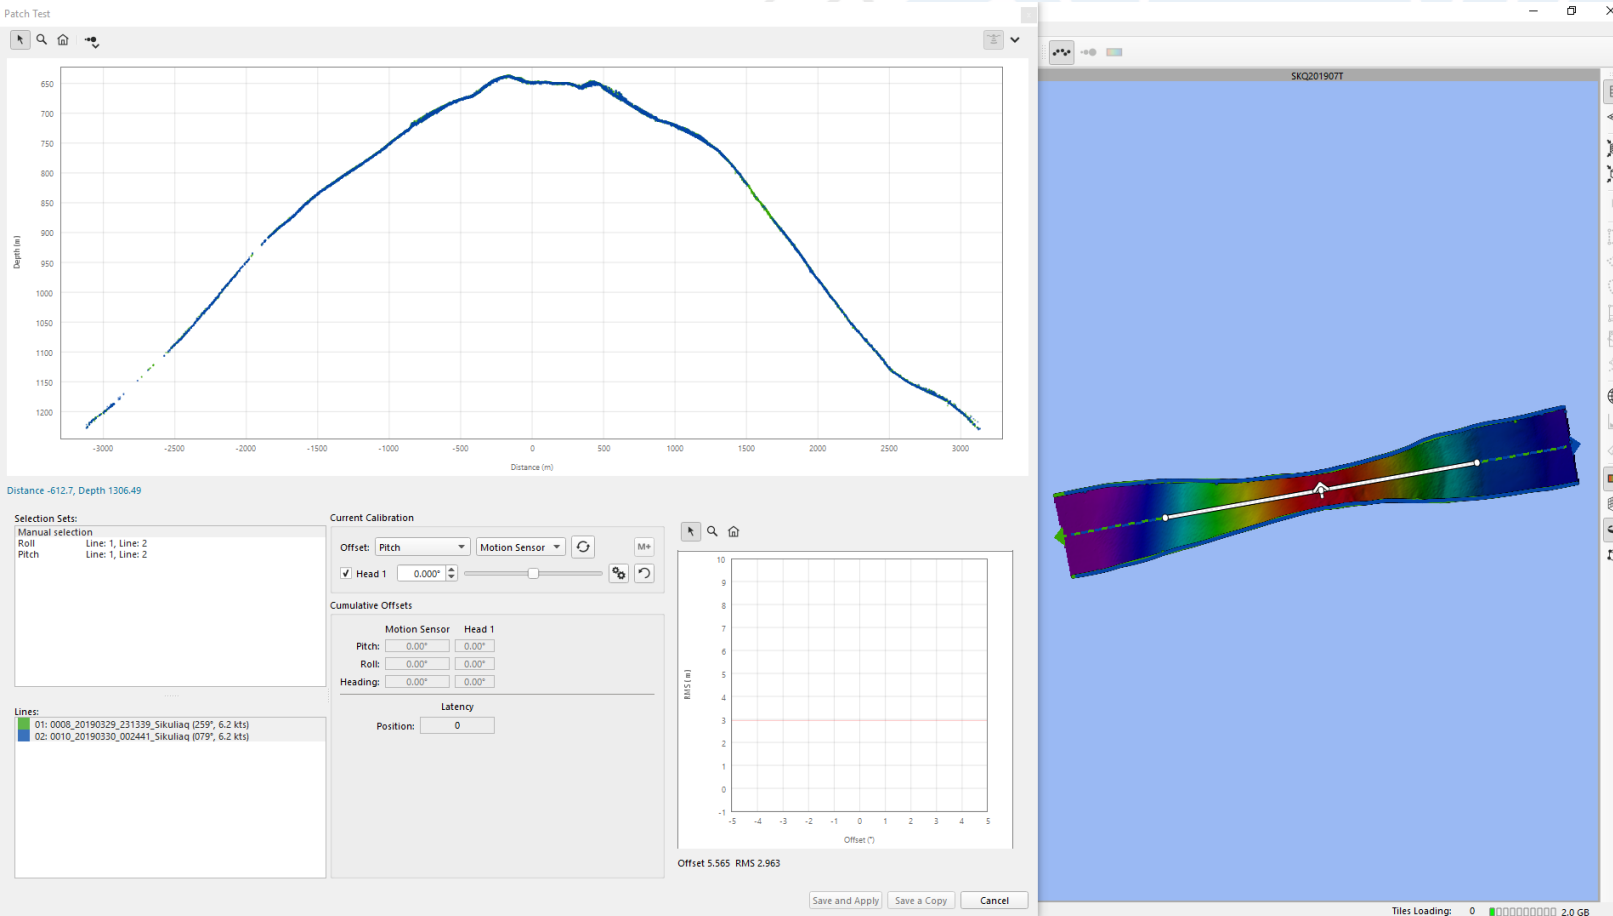 Patch Test
SKQ201907T
650
700
750
800
850
900
950
1000
1050
1100
1150
1200
Depth (m)
-3000 -2500 -2000 -1500 -1000 -500 0 500 1000 1500 2000 2500 3000
Distance (m)
Distance -612.7, Depth 1306.49
Selection Sets:
Manual selection
Roll Line: 1, Line: 2
Pitch Line: 1, Line: 2
Lines:
01: 0008_20190329_231339_Sikuliaq (259°, 6.2 kts)
02: 0010_20190330_002441_Sikuliaq (079°, 6.2 kts)
Current Calibration
Offset: Pitch Motion Sensor M+
Head 1 0.000°
Cumulative Offsets
Motion Sensor Head 1
Pitch: 0.00° 0.00°
Roll: 0.00° 0.00°
Heading: 0.00° 0.00°
Latency
Position: 0
10
9
8
7
6
5
4
3
2
1
0
-1
RMS [m]
-5 -4 -3 -2 -1 0 1 2 3 4 5
Offset (°)
Offset 5.565 RMS 2.963
Save and Apply Save a Copy Cancel
Tiles Loading: 0 2.0 GB